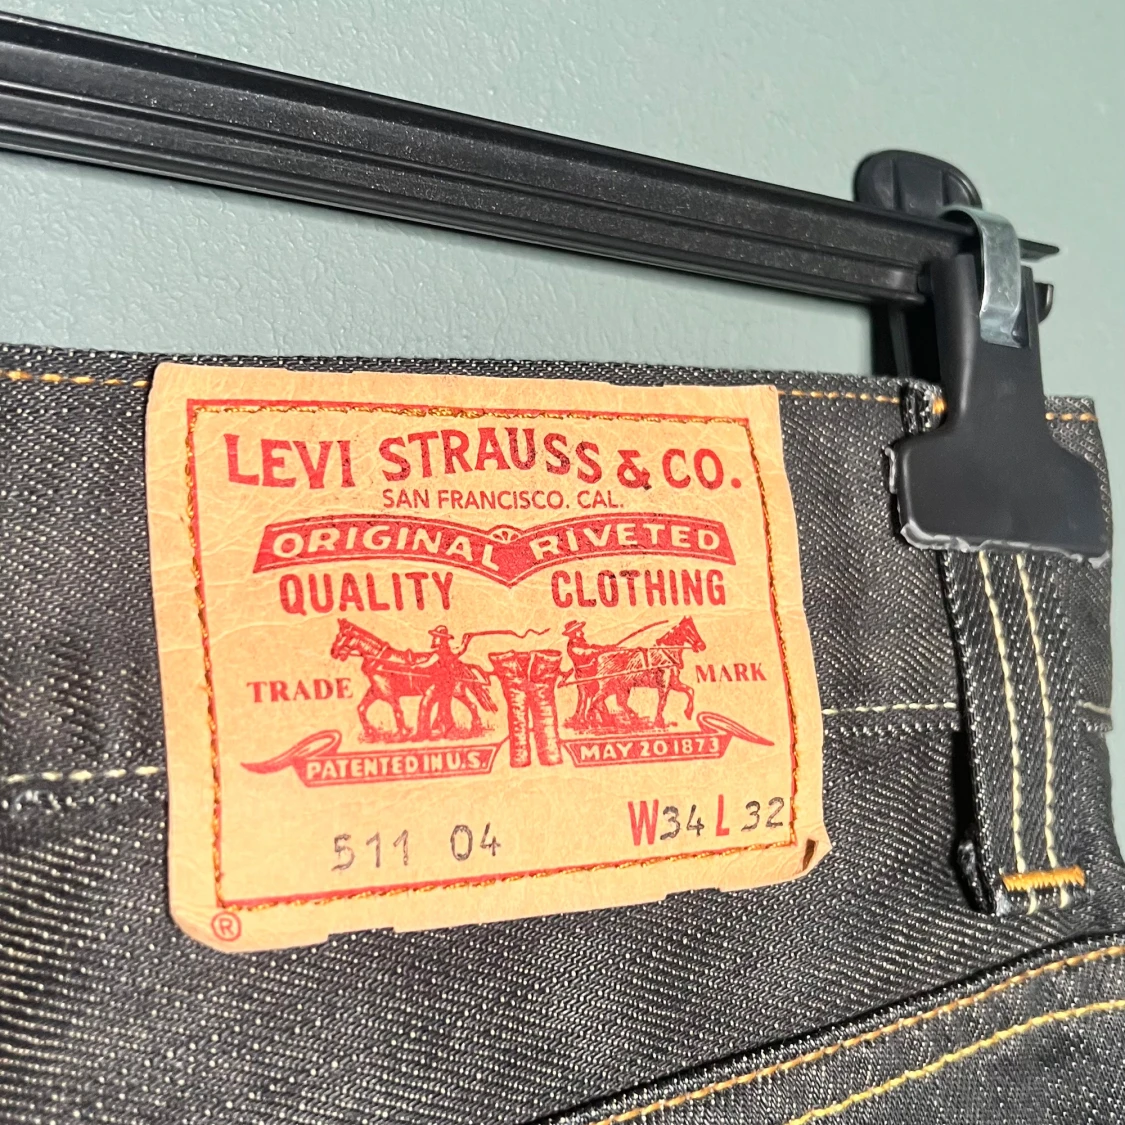 LEVI STRAUSS & CO.
SAN FRANCISCO. CAL.
ORIGINAL RIVETED
QUALITY CLOTHING
TRADE MARK
PATENTED IN U.S. MAY 20 1873
511 04 W34 L 32
®